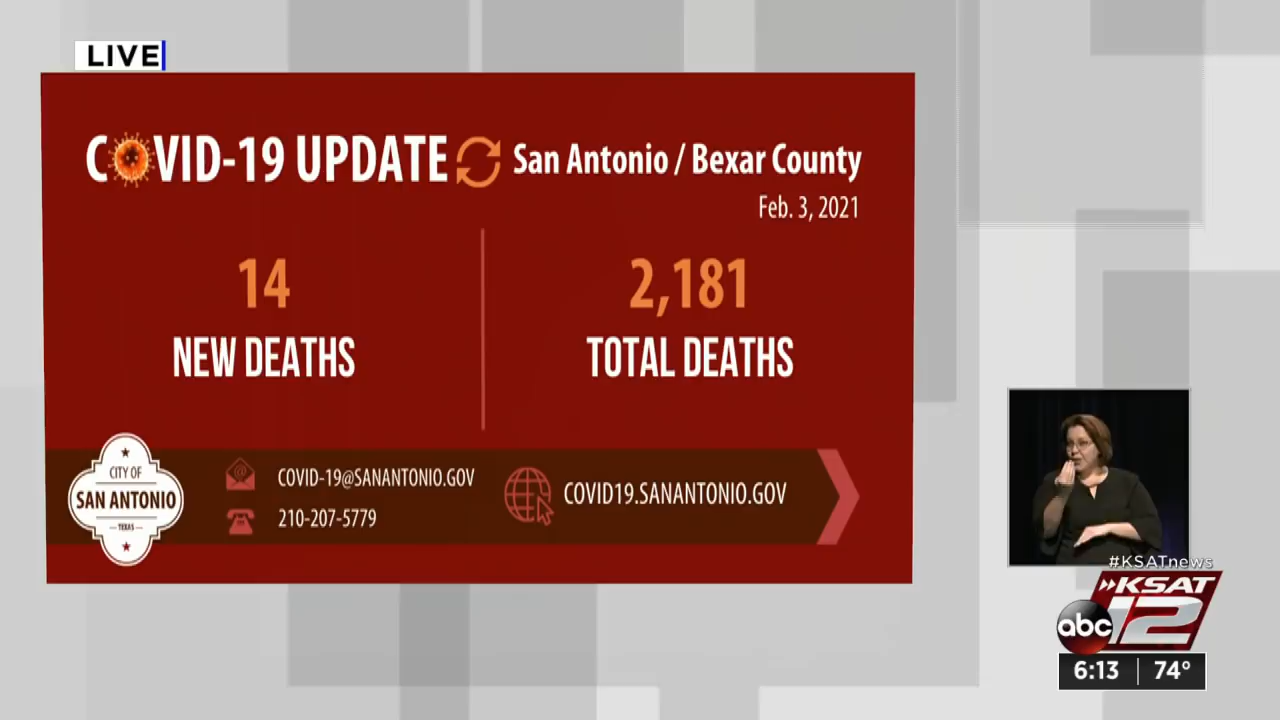 LIVE
COVID-19 UPDATE
San Antonio / Bexar County
Feb. 3, 2021
14
NEW DEATHS
2,181
TOTAL DEATHS
CITY OF
SAN ANTONIO
TEXAS
@
COVID-19@SANANTONIO.GOV
210-207-5779
COVID19.SANANTONIO.GOV
#KSATnews
KSAT
abc 12
6:13 74°